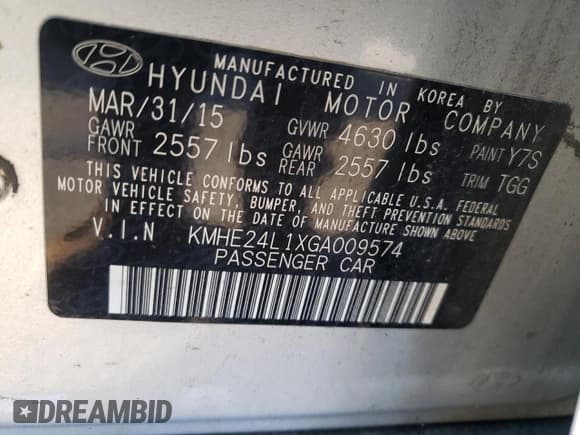 MANUFACTURED IN KOREA BY
HYUNDAI MOTOR COMPANY
MAR/31/15 GVWR 4630 lbs PAINT Y7S
GAWR FRONT 2557 lbs GAWR REAR 2557 lbs TRIM TGG
THIS VEHICLE CONFORMS TO ALL APPLICABLE U.S.A. FEDERAL
MOTOR VEHICLE SAFETY, BUMPER, AND THEFT PREVENTION STANDARDS
IN EFFECT ON THE DATE OF MANUFACTURE SHOWN ABOVE
V.I.N KMHE24L1XGA009574
PASSENGER CAR
DREAMBID